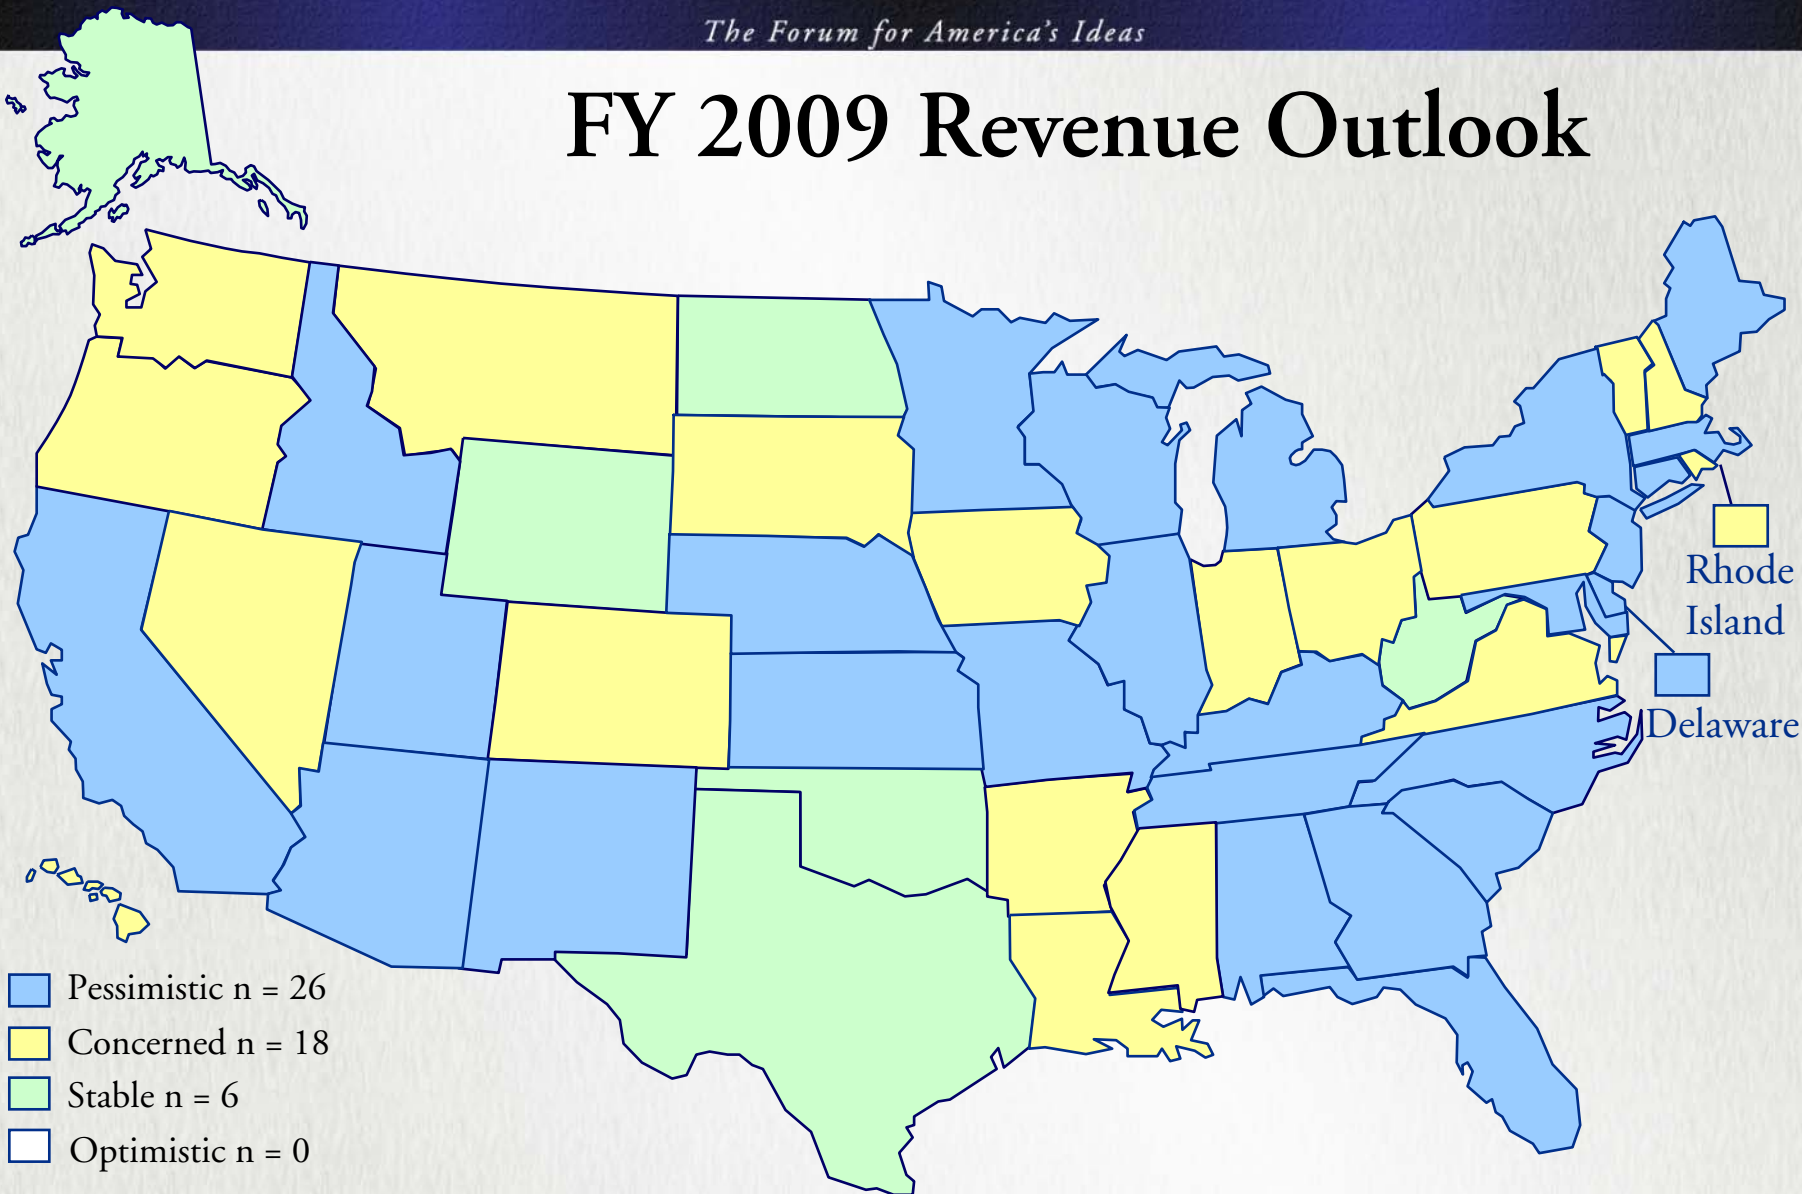 The Forum for America's Ideas
FY 2009 Revenue Outlook
Rhode
Island
Delaware
Pessimistic n = 26
Concerned n = 18
Stable n = 6
Optimistic n = 0